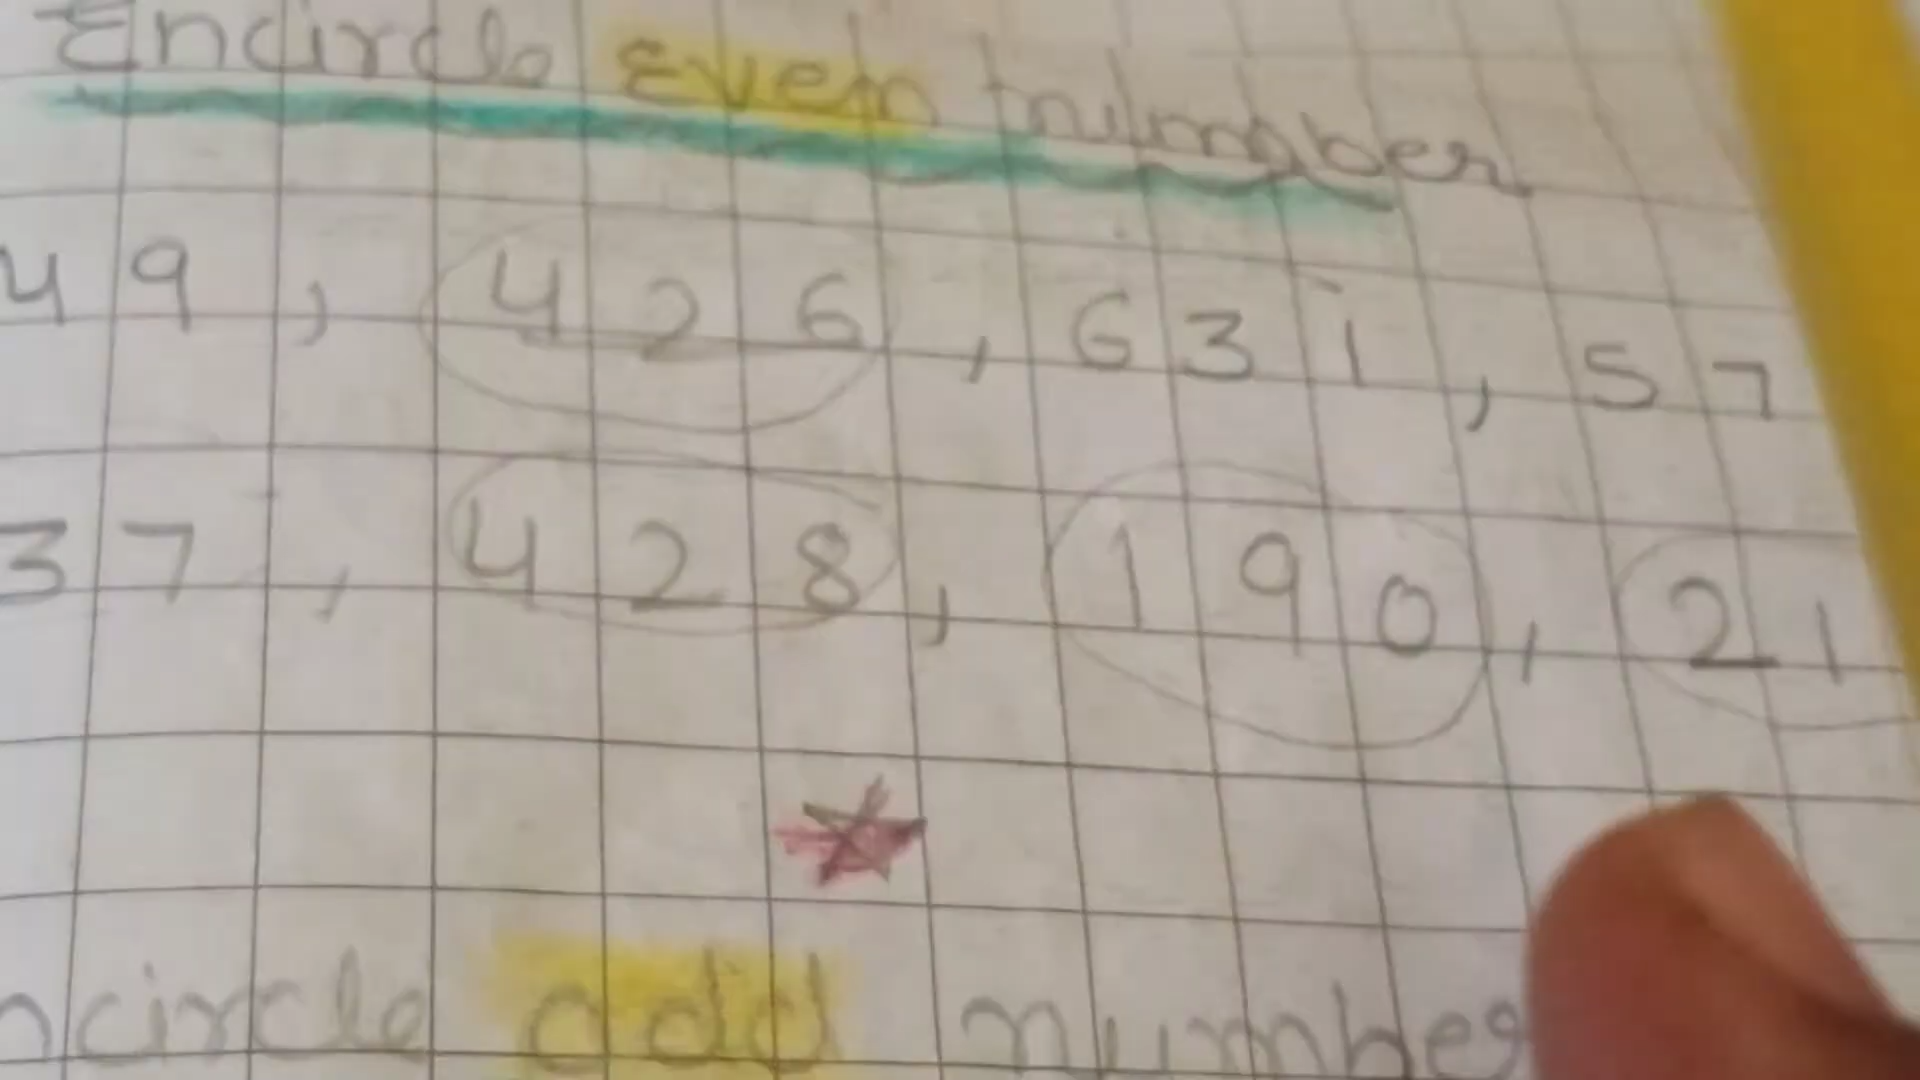 Encircle even number
49, 426, 631, 57
37, 428, 190, 21
ncircle odd number